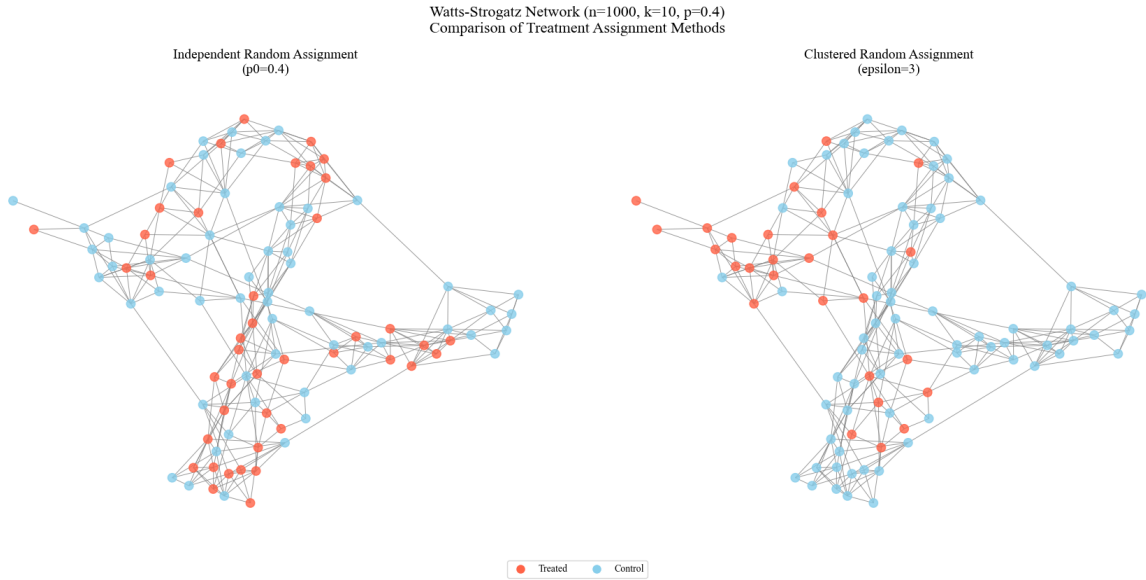 Watts-Strogatz Network (n=1000, k=10, p=0.4)
Comparison of Treatment Assignment Methods
Independent Random Assignment
(p0=0.4)
Clustered Random Assignment
(epsilon=3)
Treated
Control